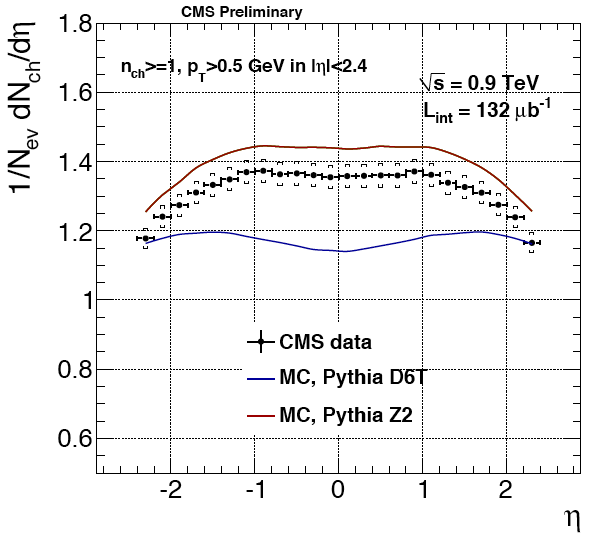 CMS Preliminary
1/N_ev dN_ch/dη
n_ch>=1, p_T>0.5 GeV in |η|<2.4
√s = 0.9 TeV
L_int = 132 μb^-1
1.8
1.6
1.4
1.2
1
0.8
0.6
CMS data
MC, Pythia D6T
MC, Pythia Z2
-2 -1 0 1 2
η